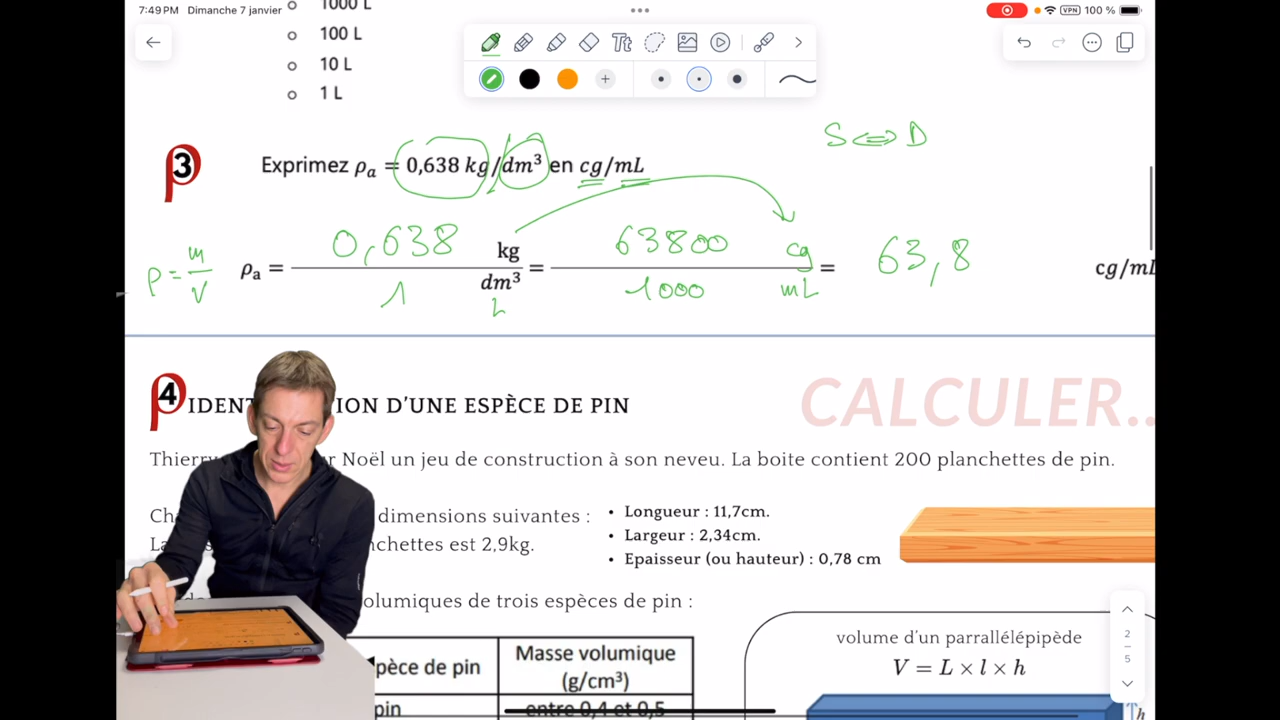 7:49 PM Dimanche 7 janvier
VPN 100 %
1000 L
100 L
10 L
1 L
Tt
S ⇔ D
ρ3 Exprimez ρa = 0,638 kg/dm³ en cg/mL
ρ = m/V ρa = 0,638 kg / 1 dm³ = 63800 cg / 1000 mL = 63,8 cg/mL
L
ρ4 IDENT ION D'UNE ESPÈCE DE PIN
CALCULER..
Thierry r Noël un jeu de construction à son neveu. La boite contient 200 planchettes de pin.
dimensions suivantes :
• Longueur : 11,7cm.
• Largeur : 2,34cm.
• Epaisseur (ou hauteur) : 0,78 cm
nchettes est 2,9kg.
olumiques de trois espèces de pin :
pèce de pin
Masse volumique
(g/cm³)
pin
entre 0,4 et 0,5
volume d'un parrallélépipède
V = L × l × h
h
2
5